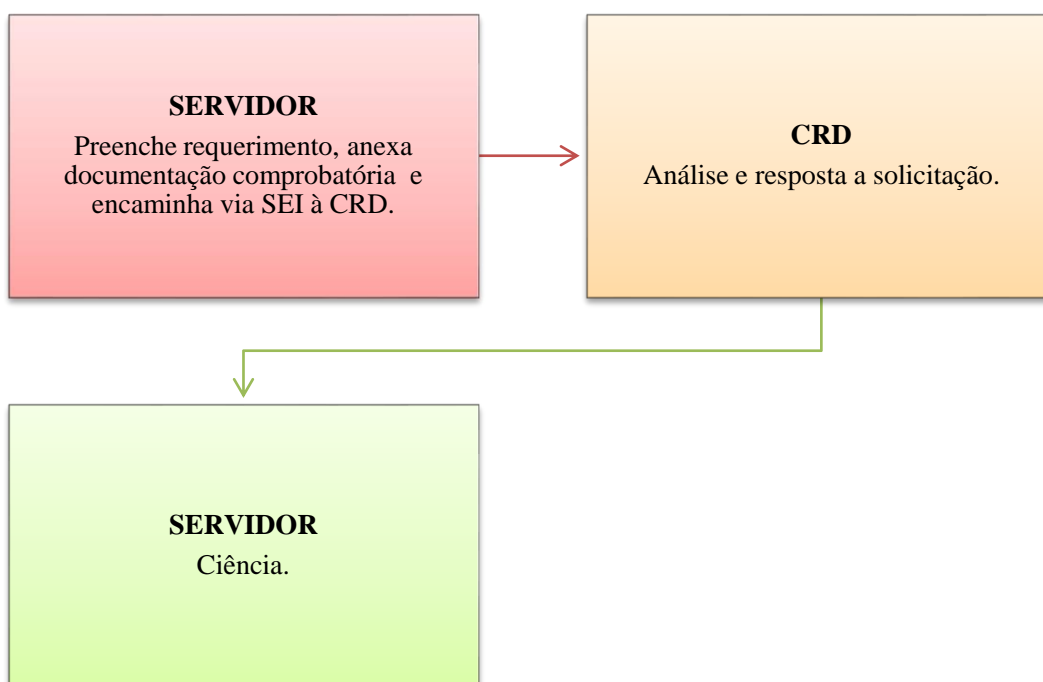 SERVIDOR
Preenche requerimento, anexa
documentação comprobatória e
encaminha via SEI à CRD.
CRD
Análise e resposta a solicitação.
SERVIDOR
Ciência.